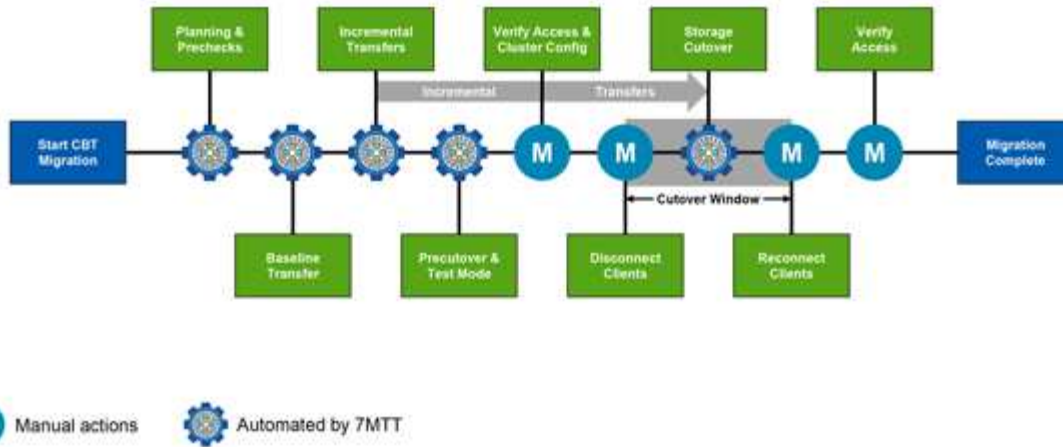 Planning &
Prechecks
Incremental
Transfers
Verify Access &
Cluster Config
Storage
Cutover
Verify
Access
Incremental
Transfers
Start CBT
Migration
M
M
M
M
Migration
Complete
Cutover Window
Baseline
Transfer
Precutover &
Test Mode
Disconnect
Clients
Reconnect
Clients
Manual actions
Automated by 7MTT